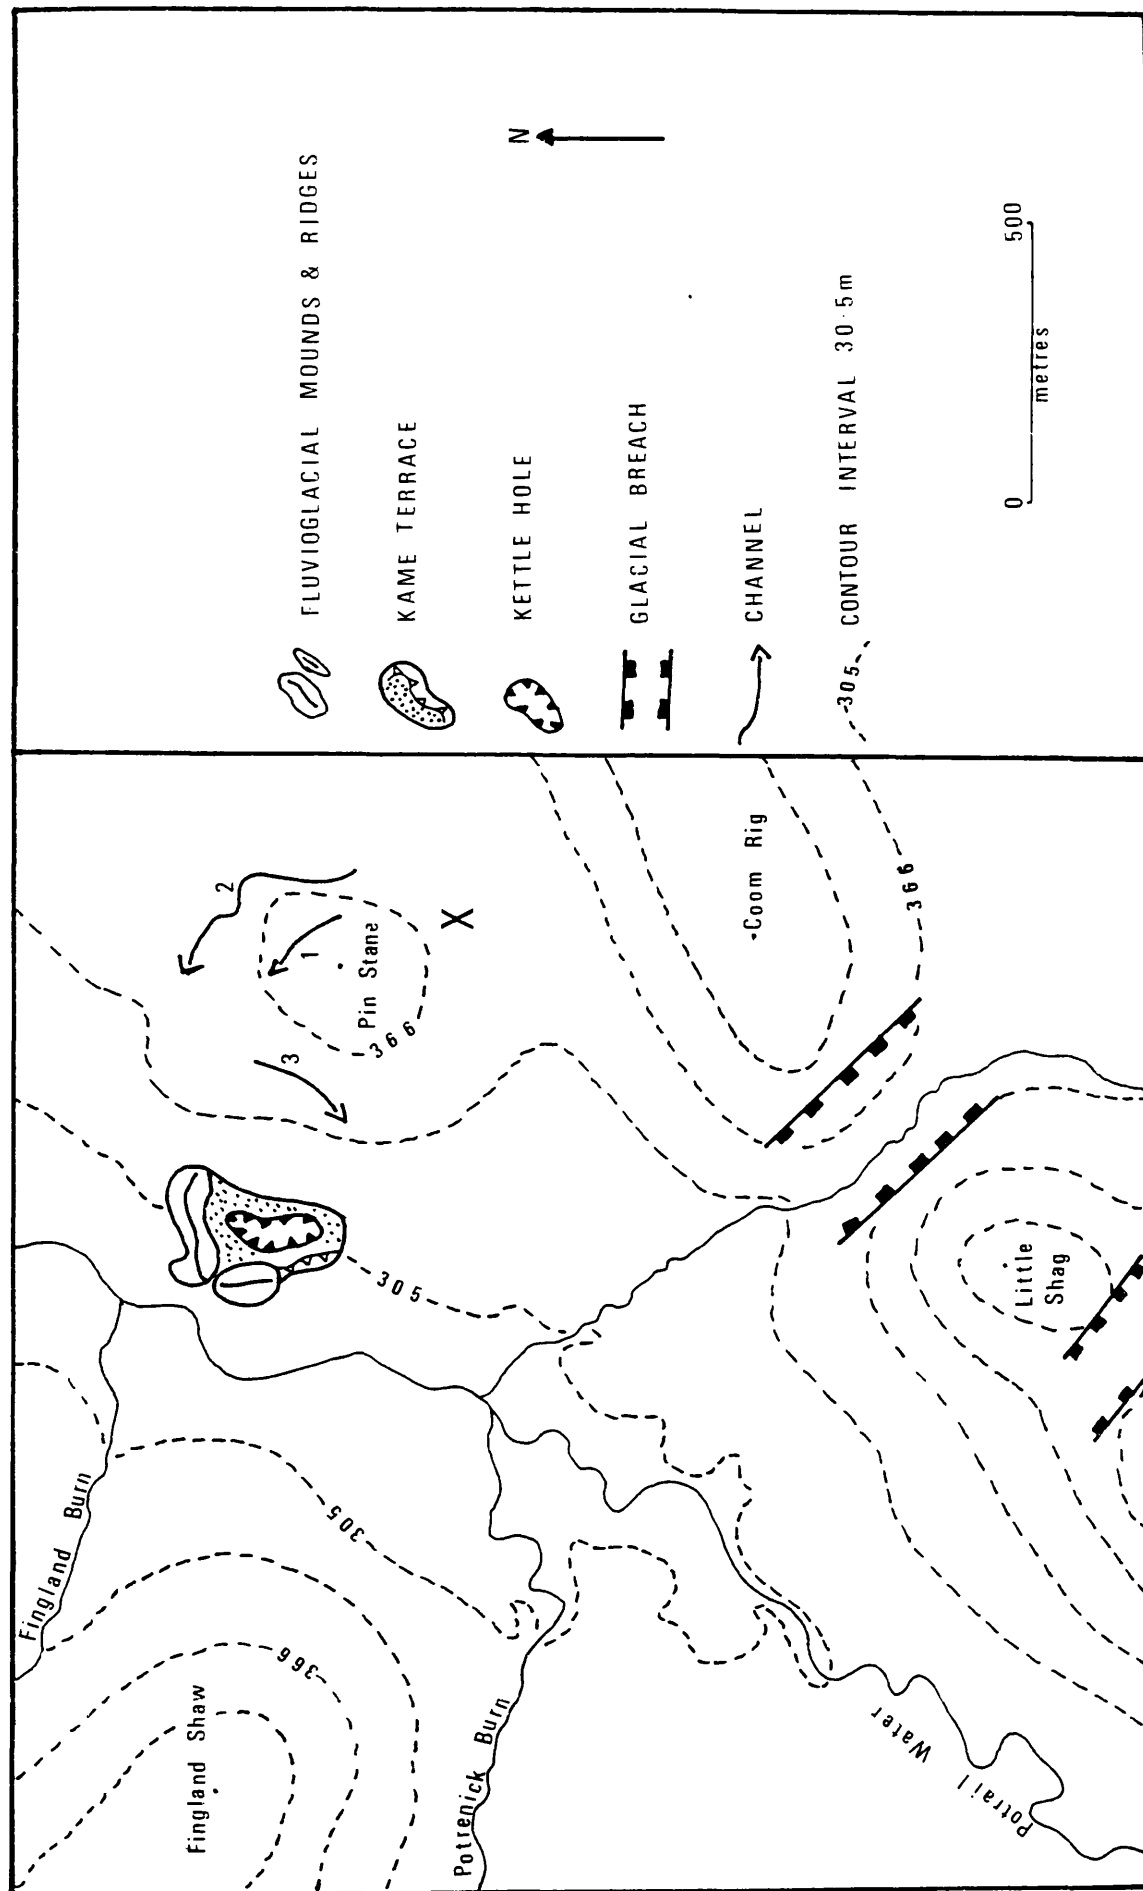 Fingland Burn
Fingland Shaw
366
305
Potrenick Burn
Potrail Water
305
Little
Shag
1
2
3
Pin Stane
366
X
Coom Rig
366
FLUVIOGLACIAL MOUNDS & RIDGES
KAME TERRACE
KETTLE HOLE
GLACIAL BREACH
CHANNEL
305
CONTOUR INTERVAL 30·5m
N
0 500
metres